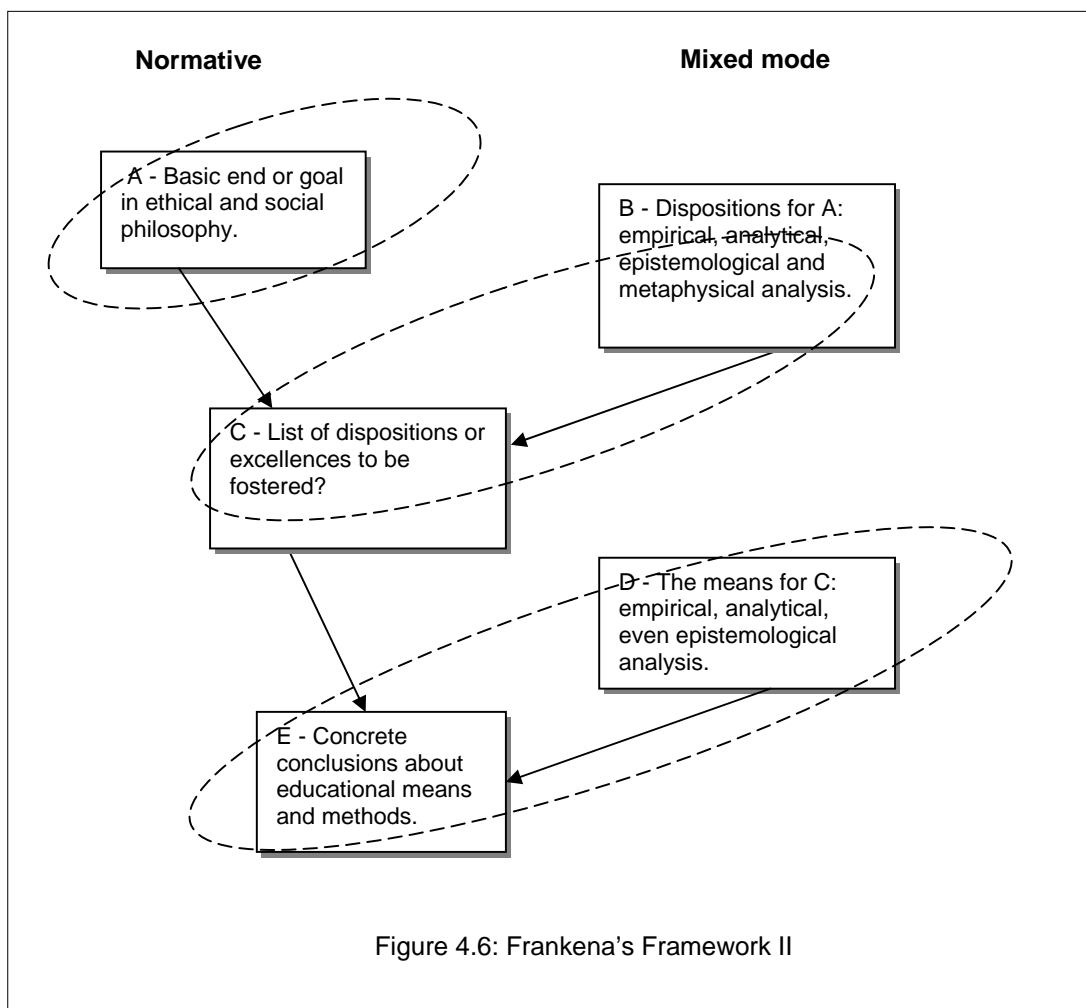 Normative
Mixed mode
A - Basic end or goal
in ethical and social
philosophy.
B - Dispositions for A:
empirical, analytical,
epistemological and
metaphysical analysis.
C - List of dispositions or
excellences to be
fostered?
D - The means for C:
empirical, analytical,
even epistemological
analysis.
E - Concrete
conclusions about
educational means
and methods.
Figure 4.6: Frankena's Framework II